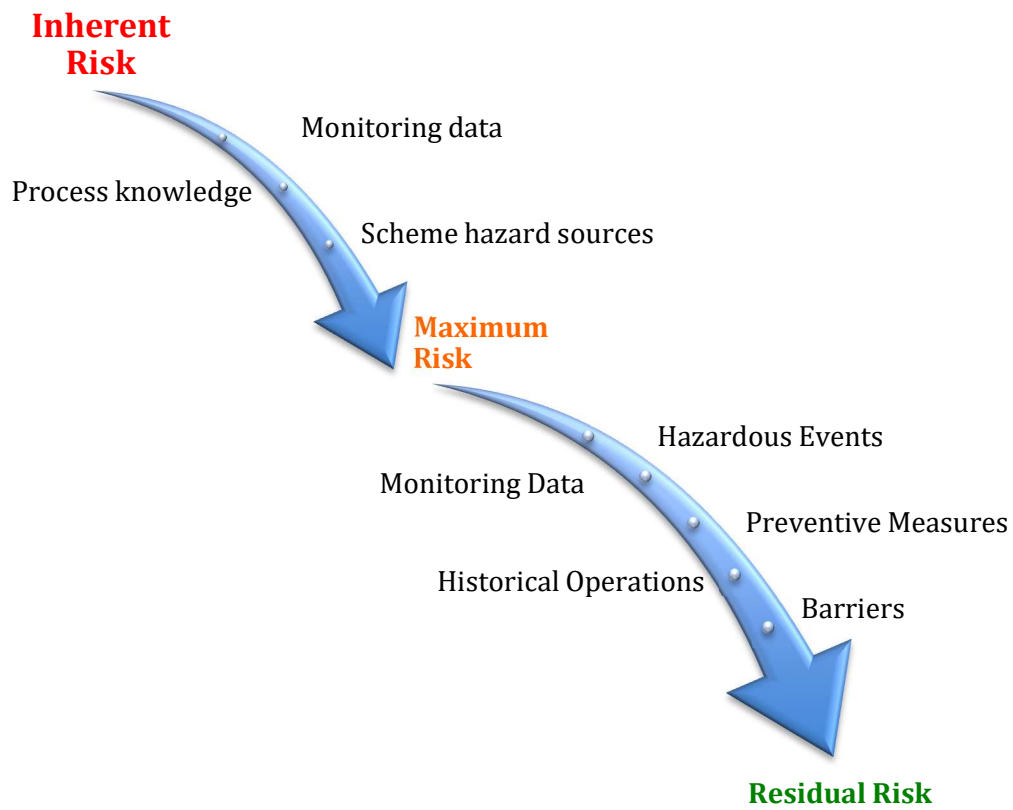 Inherent
Risk
Monitoring data
Process knowledge
Scheme hazard sources
Maximum
Risk
Hazardous Events
Monitoring Data
Preventive Measures
Historical Operations
Barriers
Residual Risk